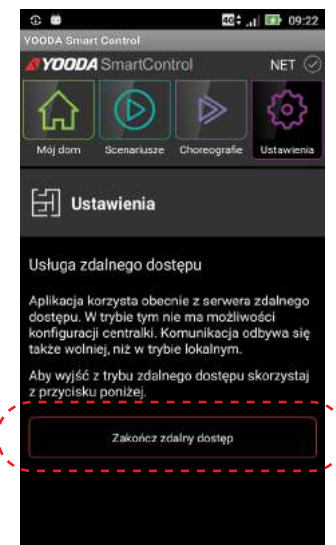 4G 09:22
YOODA Smart Control
YOODA SmartControl NET
Mój dom Scenariusze Choreografie Ustawienia
Ustawienia
Usługa zdalnego dostępu
Aplikacja korzysta obecnie z serwera zdalnego
dostępu. W trybie tym nie ma możliwości
konfiguracji centralki. Komunikacja odbywa się
także wolniej, niż w trybie lokalnym.
Aby wyjść z trybu zdalnego dostępu skorzystaj
z przycisku poniżej.
Zakończ zdalny dostęp